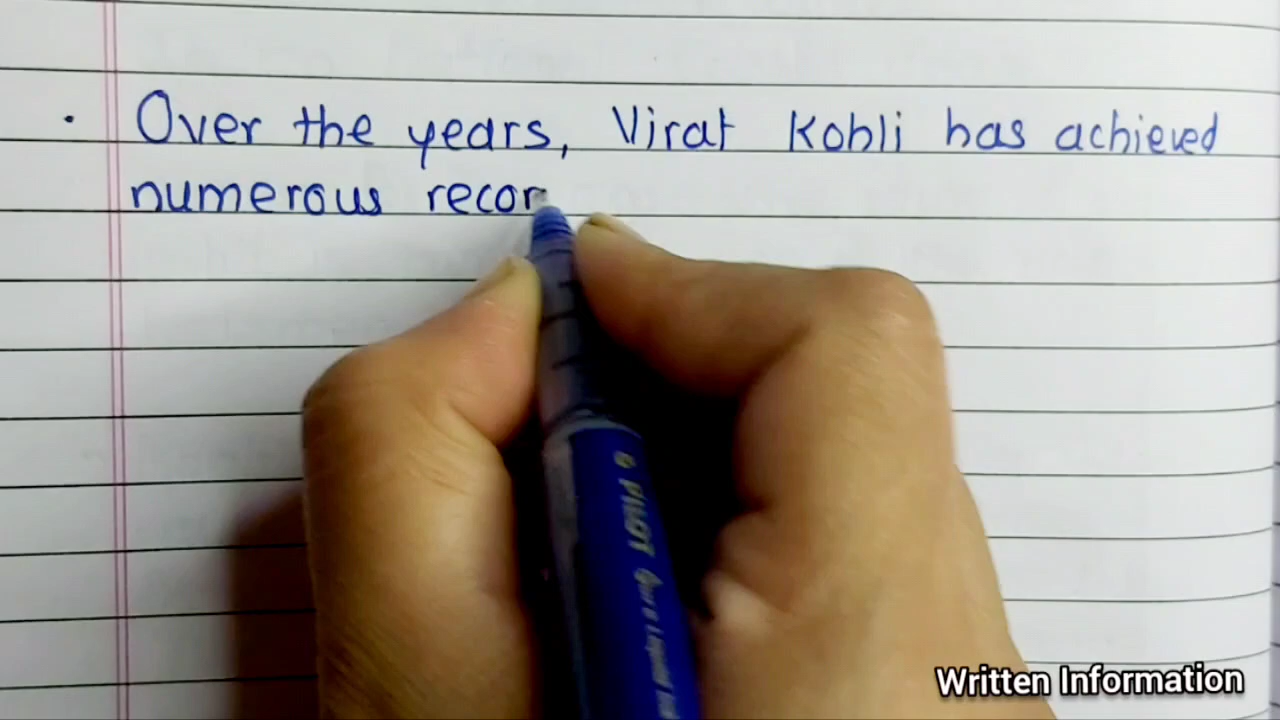 · Over the years, Virat Kohli has achieved
numerous recor
PILOT
Written Information